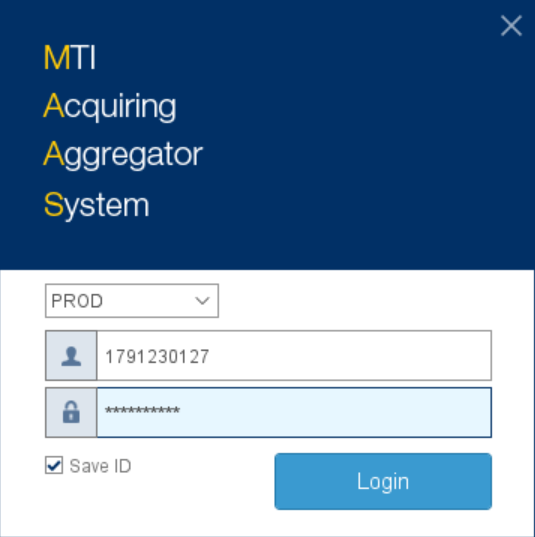 MTI
Acquiring
Aggregator
System
PROD
1791230127
**********
Save ID
Login